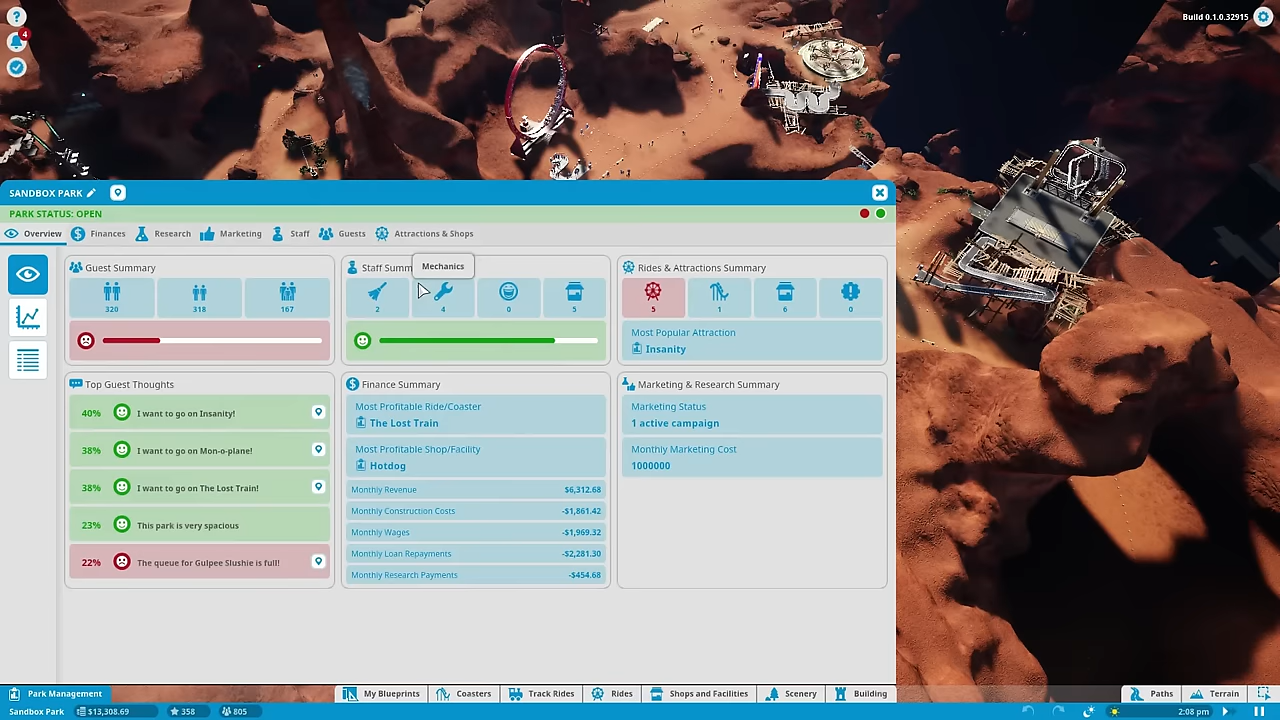 ?
Build 0.1.0.32915
4
SANDBOX PARK
PARK STATUS: OPEN
Overview
Finances
Research
Marketing
Staff
Guests
Attractions & Shops
Guest Summary
320
318
167
Staff Summ
Mechanics
2
4
0
5
Rides & Attractions Summary
5
1
6
0
Most Popular Attraction
Insanity
Top Guest Thoughts
40% I want to go on Insanity!
38% I want to go on Mon-o-plane!
38% I want to go on The Lost Train!
23% This park is very spacious
22% The queue for Gulpee Slushie is full!
Finance Summary
Most Profitable Ride/Coaster
The Lost Train
Most Profitable Shop/Facility
Hotdog
Monthly Revenue $6,312.68
Monthly Construction Costs -$1,861.42
Monthly Wages -$1,969.32
Monthly Loan Repayments -$2,281.30
Monthly Research Payments -$454.68
Marketing & Research Summary
Marketing Status
1 active campaign
Monthly Marketing Cost
1000000
Park Management
My Blueprints
Coasters
Track Rides
Rides
Shops and Facilities
Scenery
Building
Paths
Terrain
Sandbox Park
$13,308.69
358
805
2:08 pm